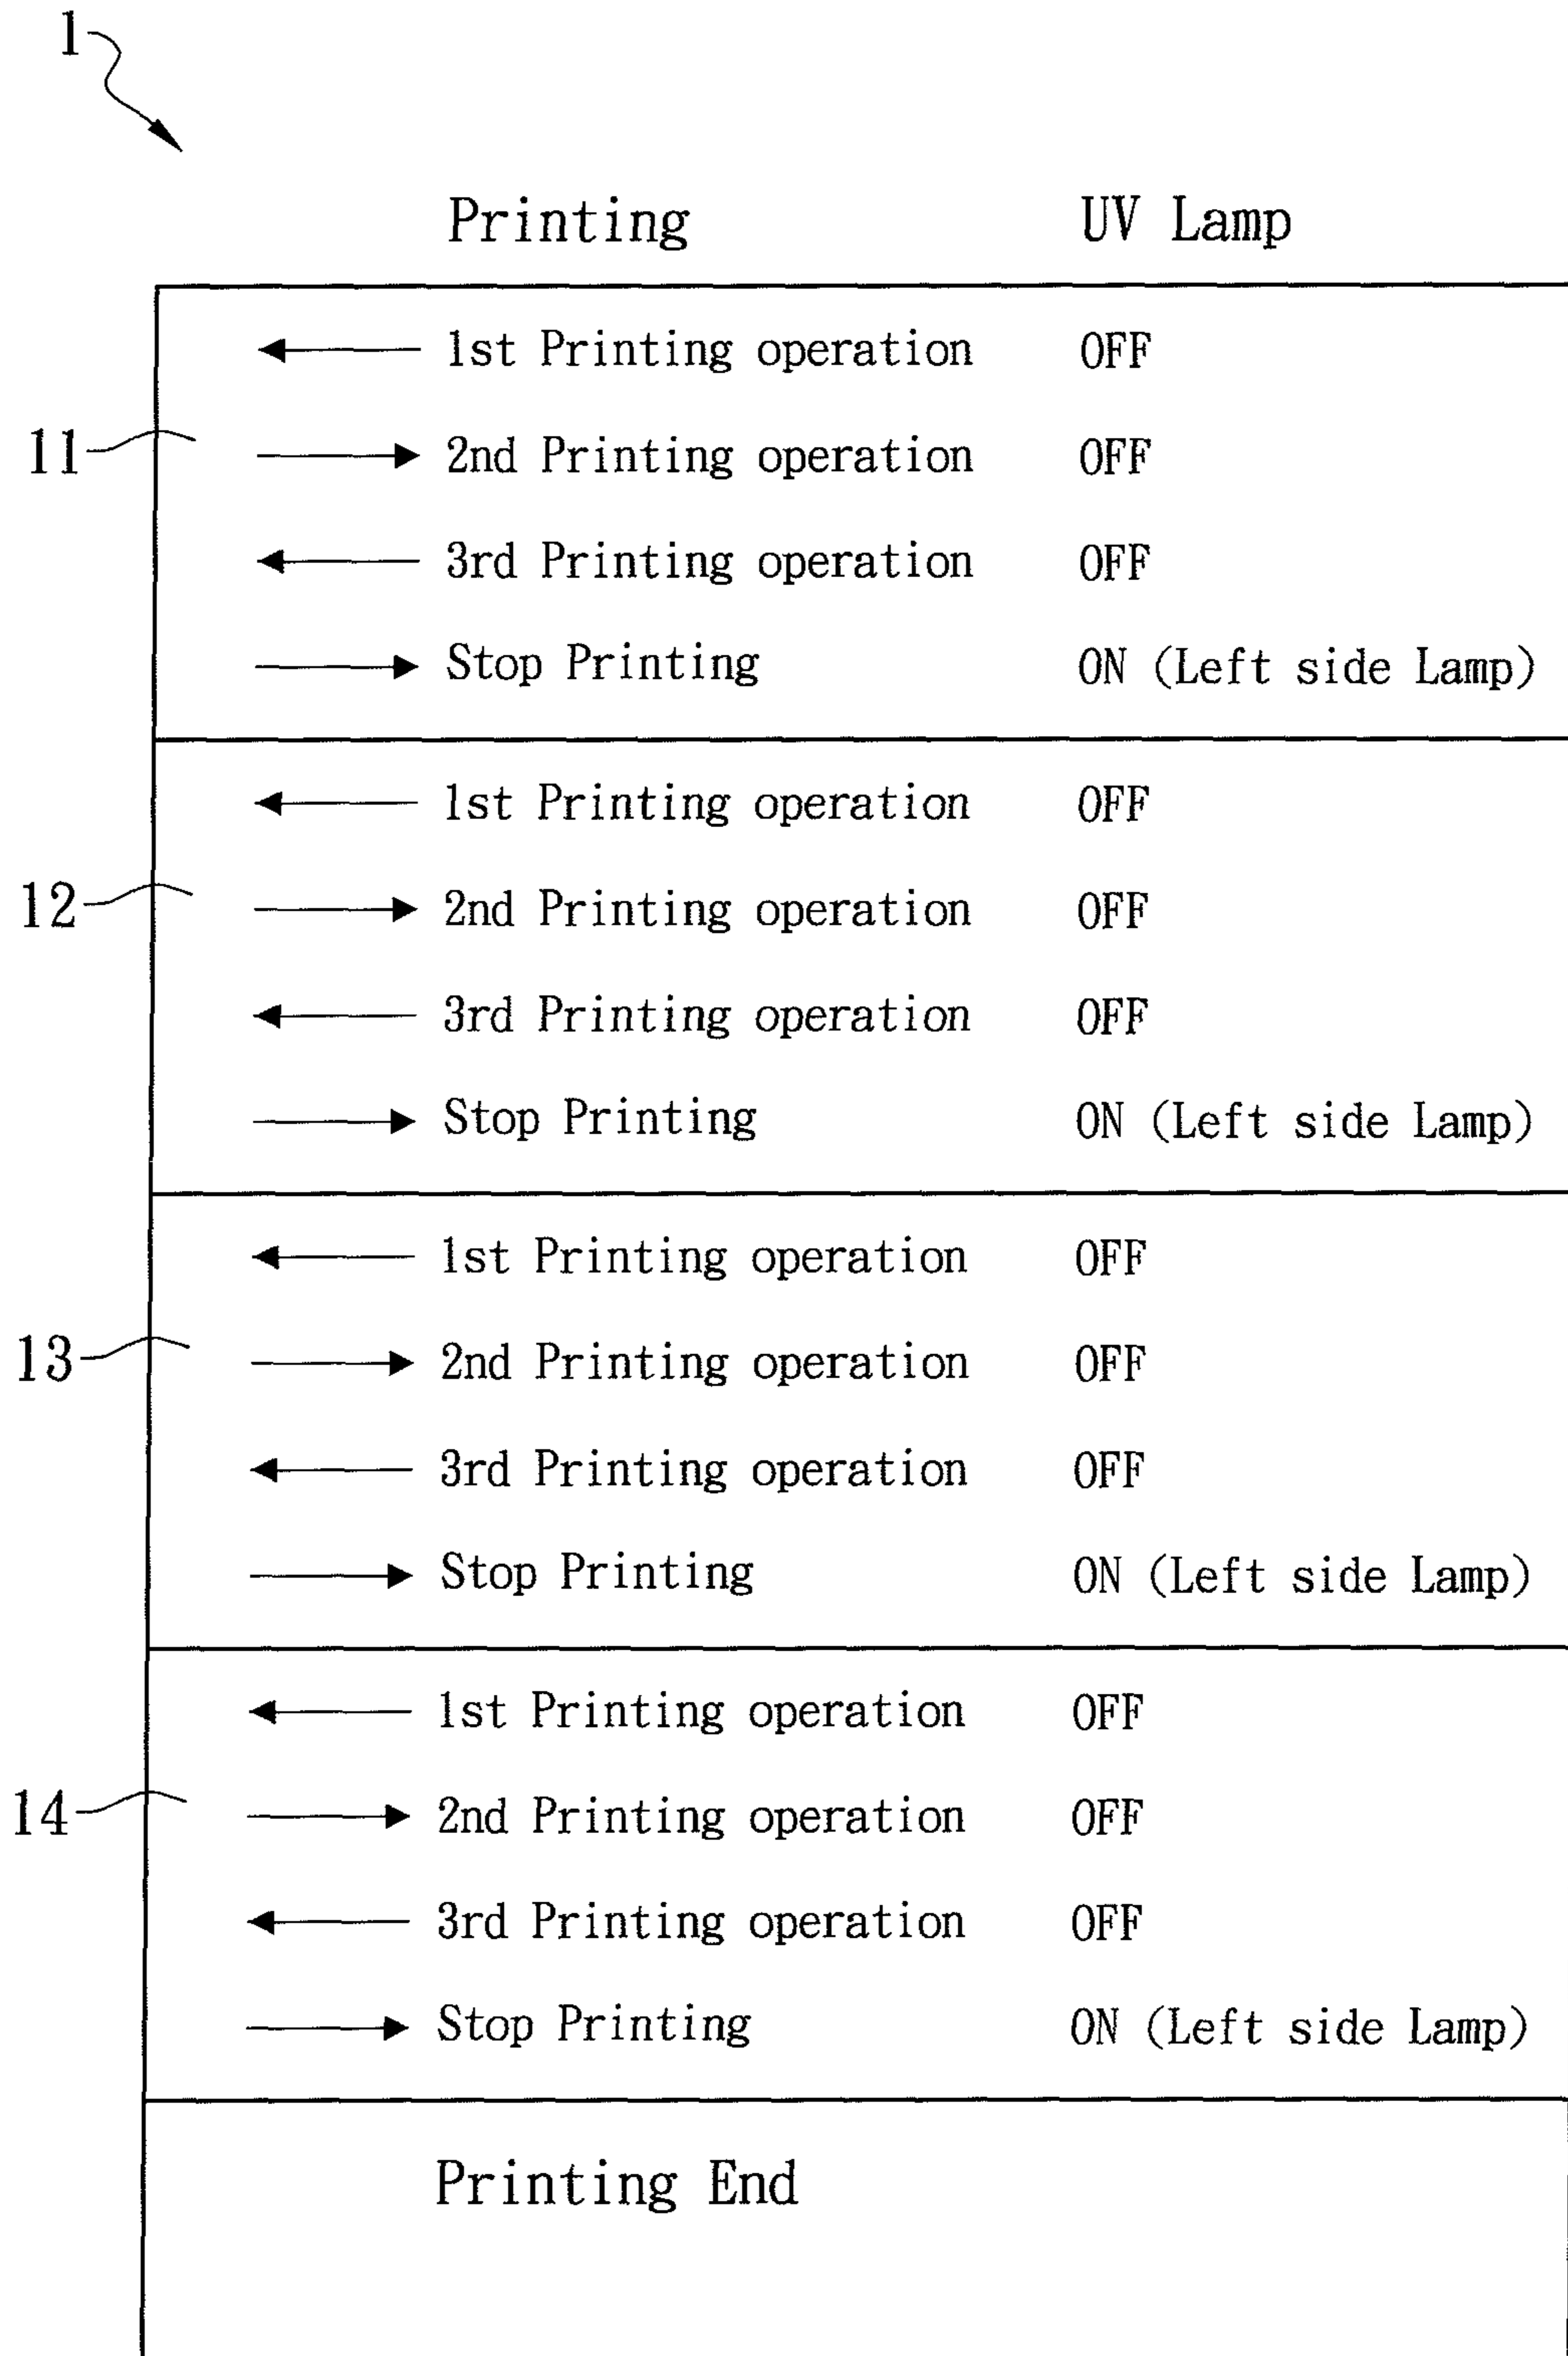 1
Printing UV Lamp
1st Printing operation OFF
11
2nd Printing operation OFF
3rd Printing operation OFF
Stop Printing ON (Left side Lamp)
1st Printing operation OFF
12
2nd Printing operation OFF
3rd Printing operation OFF
Stop Printing ON (Left side Lamp)
1st Printing operation OFF
13
2nd Printing operation OFF
3rd Printing operation OFF
Stop Printing ON (Left side Lamp)
1st Printing operation OFF
14
2nd Printing operation OFF
3rd Printing operation OFF
Stop Printing ON (Left side Lamp)
Printing End